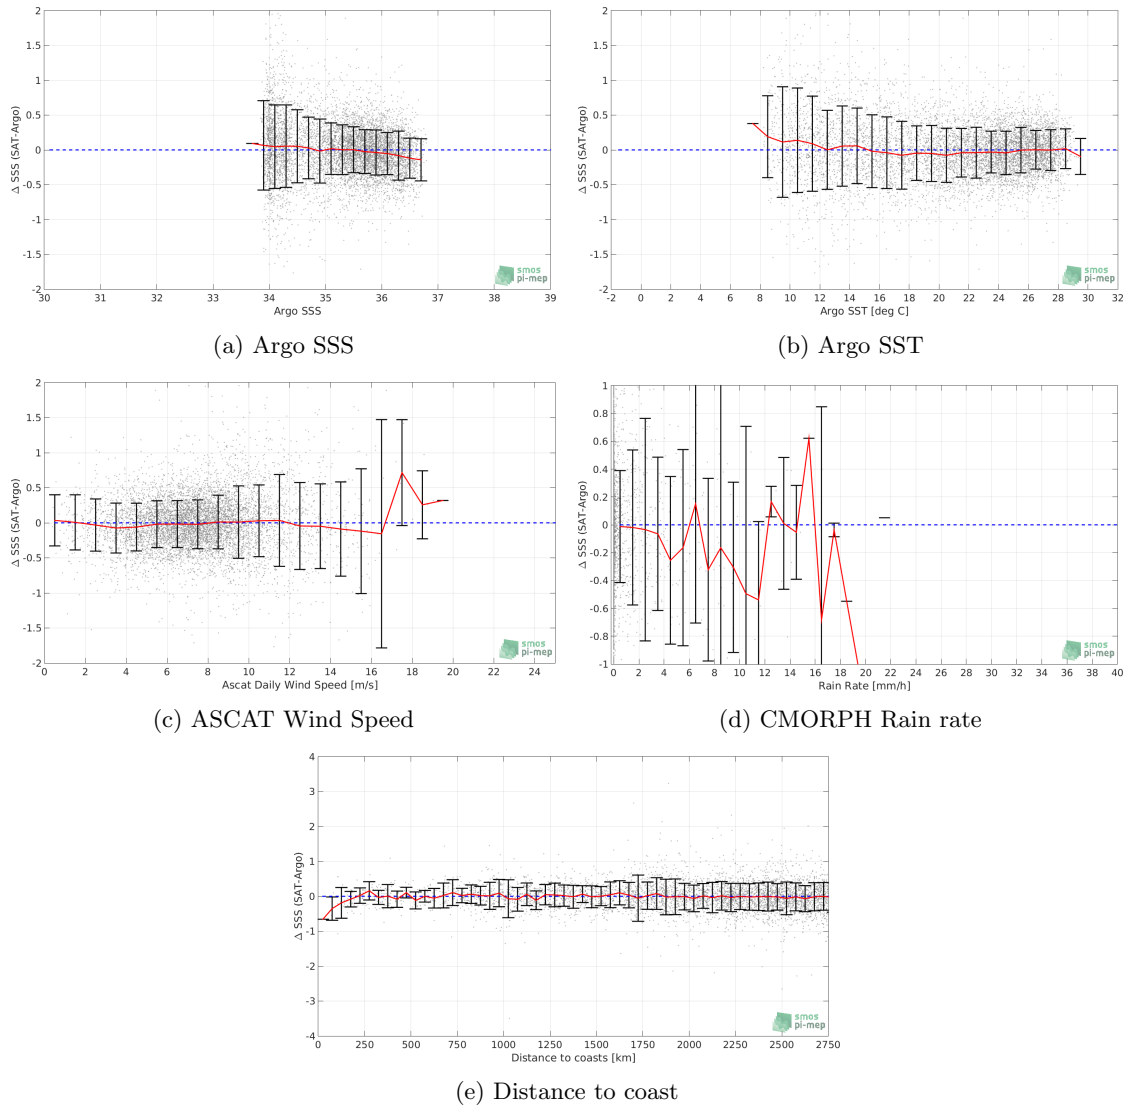 2
1.5
1
0.5
0
-0.5
-1
-1.5
-2
Δ SSS (SAT-Argo)
30 31 32 33 34 35 36 37 38 39
Argo SSS
smos
pi-mep
(a) Argo SSS
2
1.5
1
0.5
0
-0.5
-1
-1.5
-2
Δ SSS (SAT-Argo)
-2 0 2 4 6 8 10 12 14 16 18 20 22 24 26 28 30 32
Argo SST [deg C]
smos
pi-mep
(b) Argo SST
2
1.5
1
0.5
0
-0.5
-1
-1.5
-2
Δ SSS (SAT-Argo)
0 2 4 6 8 10 12 14 16 18 20 22 24
Ascat Daily Wind Speed [m/s]
smos
pi-mep
(c) ASCAT Wind Speed
1
0.8
0.6
0.4
0.2
0
-0.2
-0.4
-0.6
-0.8
-1
Δ SSS (SAT-Argo)
0 2 4 6 8 10 12 14 16 18 20 22 24 26 28 30 32 34 36 38 40
Rain Rate [mm/h]
smos
pi-mep
(d) CMORPH Rain rate
4
3
2
1
0
-1
-2
-3
-4
Δ SSS (SAT-Argo)
0 250 500 750 1000 1250 1500 1750 2000 2250 2500 2750
Distance to coasts [km]
smos
pi-mep
(e) Distance to coast